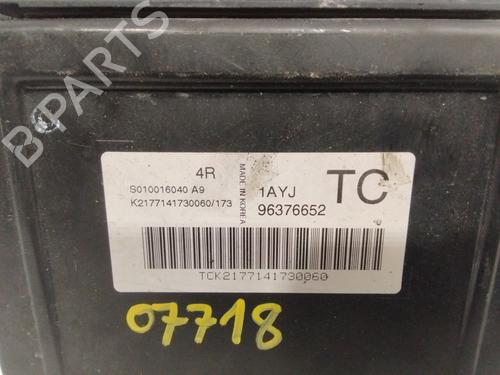 B-PARTS
4R
S010016040 A9
K2177141730060/173
MADE IN KOREA
1AYJ
96376652
TC
TCK2177141730060
07718